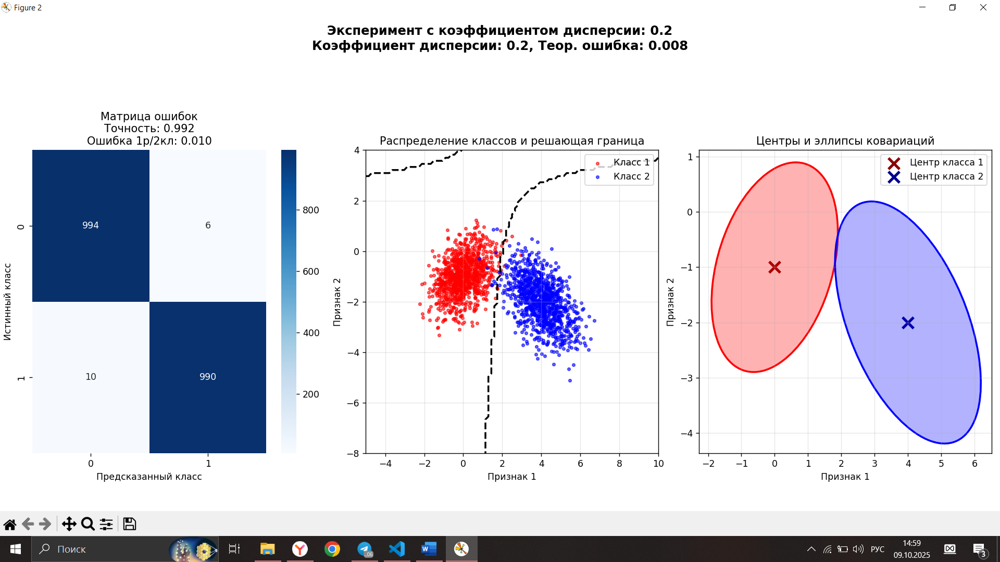 Figure 2
Эксперимент с коэффициентом дисперсии: 0.2
Коэффициент дисперсии: 0.2, Теор. ошибка: 0.008
Матрица ошибок
Точность: 0.992
Ошибка 1р/2кл: 0.010
994
6
10
990
0
1
Истинный класс
0
1
Предсказанный класс
800
600
400
200
Распределение классов и решающая граница
Класс 1
Класс 2
4
2
0
−2
−4
−6
−8
Признак 2
−4
−2
0
2
4
6
8
10
Признак 1
Центры и эллипсы ковариаций
Центр класса 1
Центр класса 2
1
0
−1
−2
−3
−4
Признак 2
−2
−1
0
1
2
3
4
5
6
Признак 1
Поиск
..06
РУС
14:59
09.10.2025
3